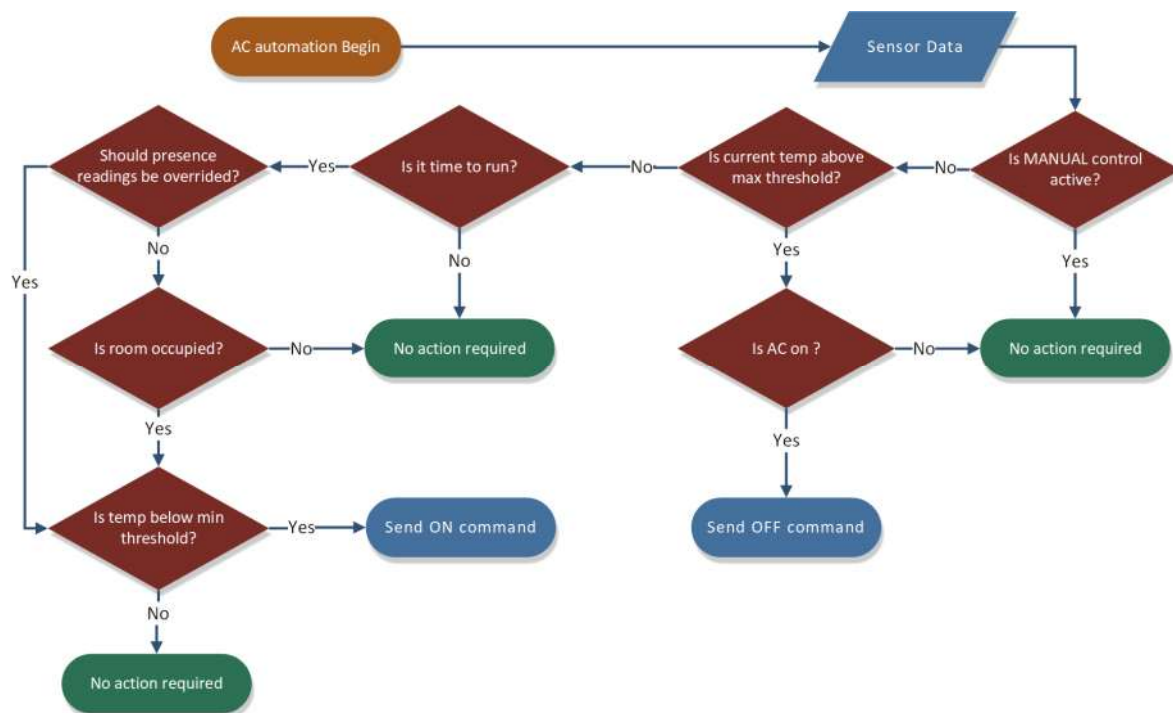 AC automation Begin
Sensor Data
Should presence
readings be overrided?
Yes
Is it time to run?
No
Is current temp above
max threshold?
No
Is MANUAL control
active?
No
No
Yes
Yes
Yes
Is room occupied?
No
No action required
Is AC on ?
No
No action required
Yes
Yes
Is temp below min
threshold?
Yes
Send ON command
Send OFF command
No
No action required